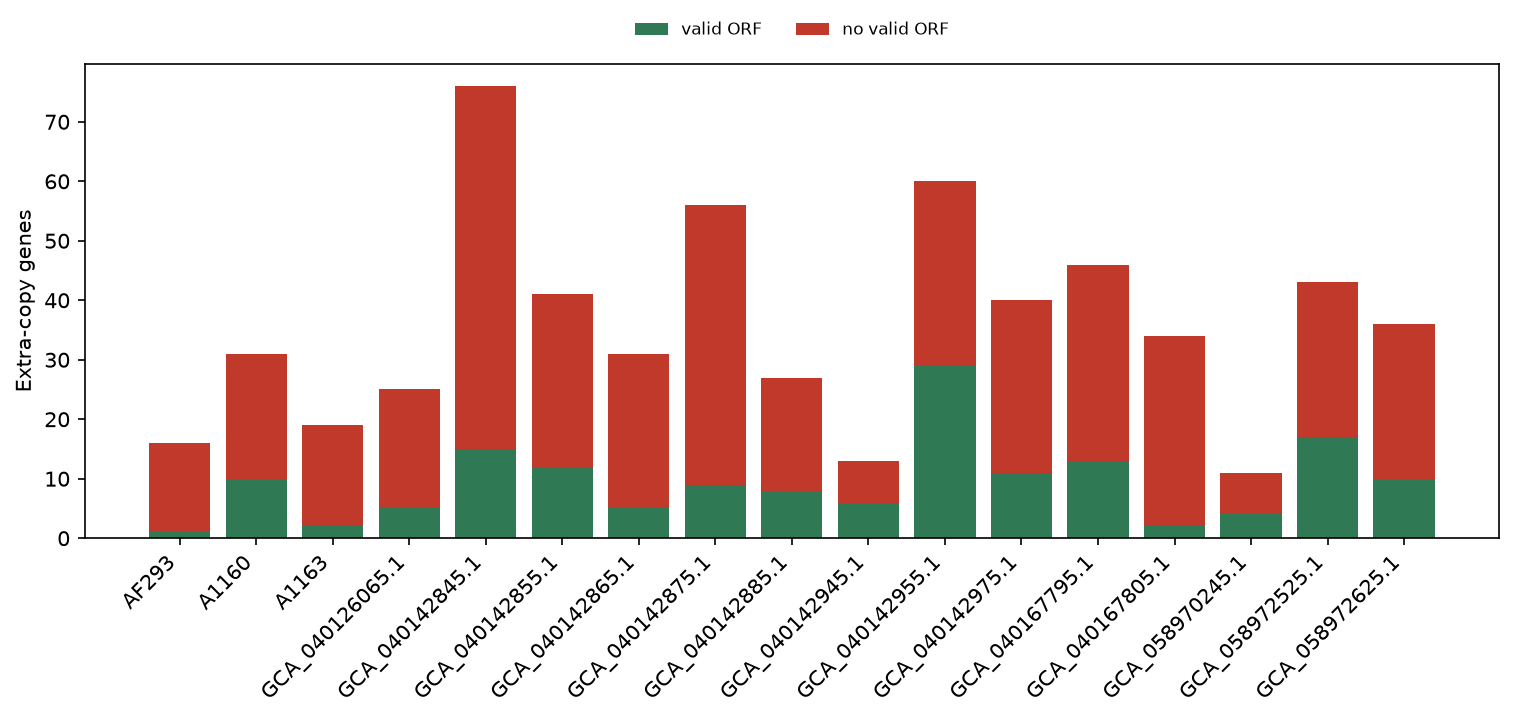 valid ORF no valid ORF
Extra-copy genes
70
60
50
40
30
20
10
0
AF293
A1160
A1163
GCA_040126065.1
GCA_040142845.1
GCA_040142855.1
GCA_040142865.1
GCA_040142875.1
GCA_040142885.1
GCA_040142945.1
GCA_040142955.1
GCA_040142975.1
GCA_040167795.1
GCA_040167805.1
GCA_058970245.1
GCA_058972525.1
GCA_058972625.1